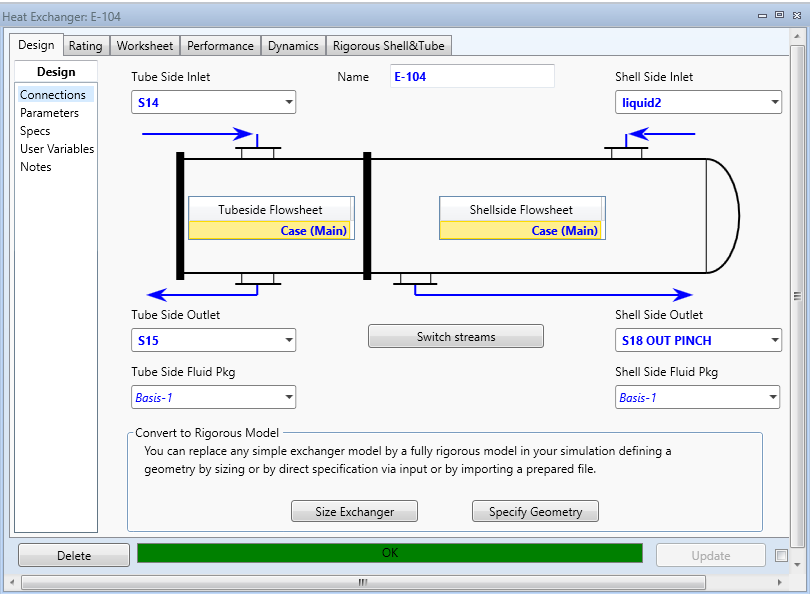 Heat Exchanger: E-104
Design
Rating
Worksheet
Performance
Dynamics
Rigorous Shell&Tube
Design
Connections
Parameters
Specs
User Variables
Notes
Tube Side Inlet
S14
Name
E-104
Shell Side Inlet
liquid2
Tubeside Flowsheet
Case (Main)
Shellside Flowsheet
Case (Main)
Tube Side Outlet
S15
Switch streams
Shell Side Outlet
S18 OUT PINCH
Tube Side Fluid Pkg
Basis-1
Shell Side Fluid Pkg
Basis-1
Convert to Rigorous Model
You can replace any simple exchanger model by a fully rigorous model in your simulation defining a
geometry by sizing or by direct specification via input or by importing a prepared file.
Size Exchanger
Specify Geometry
Delete
OK
Update